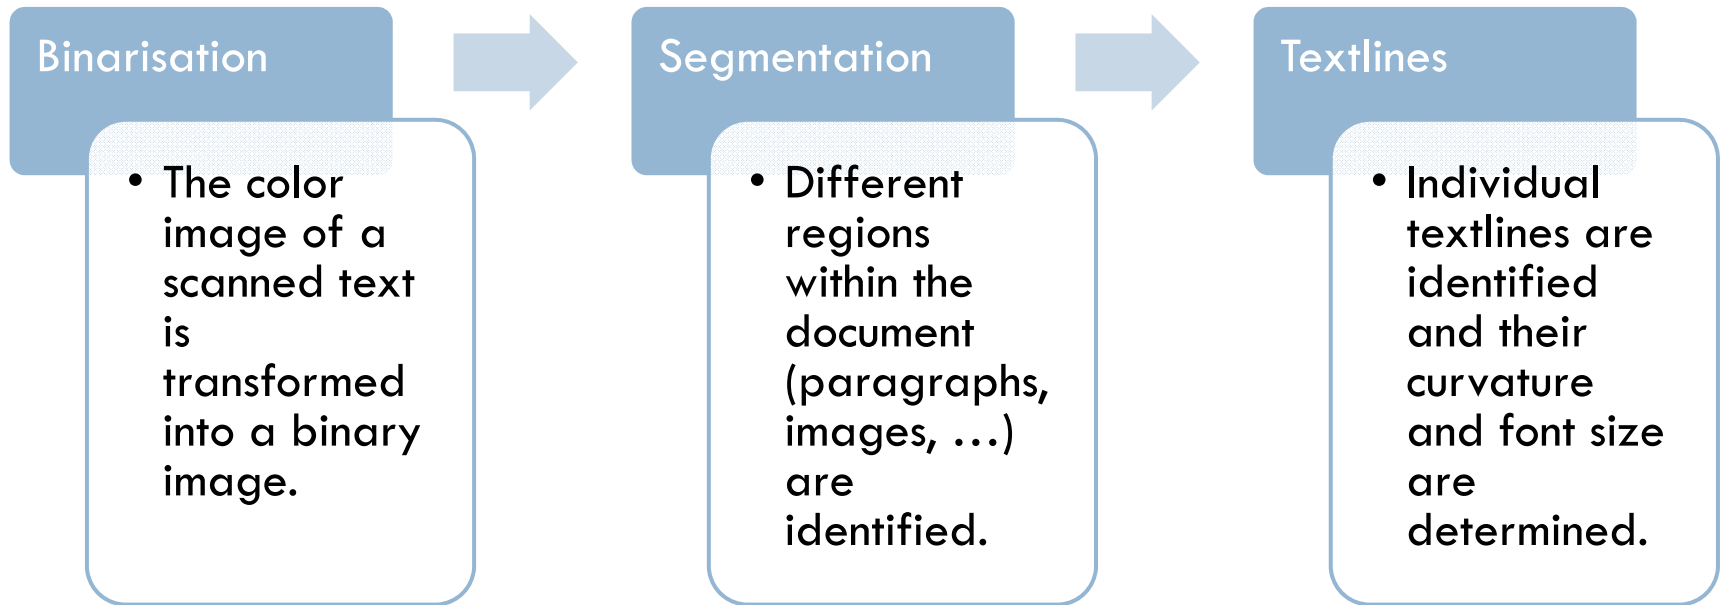 Binarisation
• The color
image of a
scanned text
is
transformed
into a binary
image.
Segmentation
• Different
regions
within the
document
(paragraphs,
images, …)
are
identified.
Textlines
• Individual
textlines are
identified
and their
curvature
and font size
are
determined.